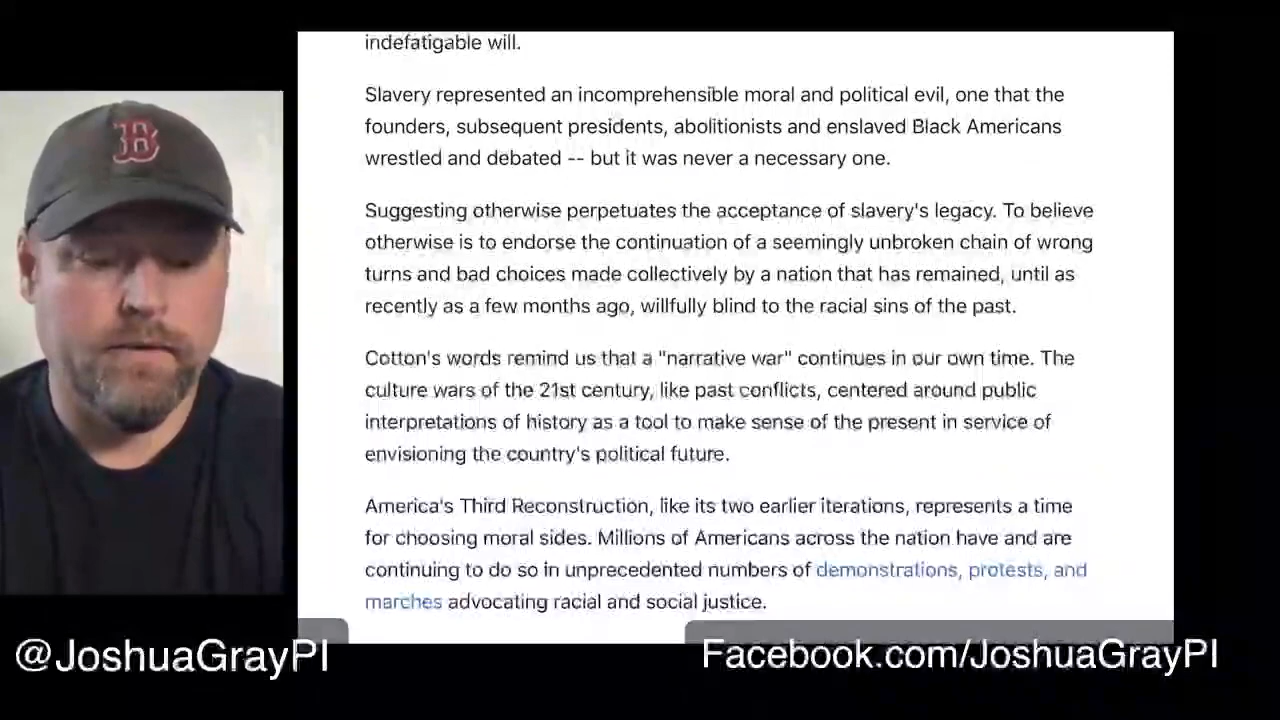 B
indefatigable will.
Slavery represented an incomprehensible moral and political evil, one that the
founders, subsequent presidents, abolitionists and enslaved Black Americans
wrestled and debated -- but it was never a necessary one.
Suggesting otherwise perpetuates the acceptance of slavery's legacy. To believe
otherwise is to endorse the continuation of a seemingly unbroken chain of wrong
turns and bad choices made collectively by a nation that has remained, until as
recently as a few months ago, willfully blind to the racial sins of the past.
Cotton's words remind us that a "narrative war" continues in our own time. The
culture wars of the 21st century, like past conflicts, centered around public
interpretations of history as a tool to make sense of the present in service of
envisioning the country's political future.
America's Third Reconstruction, like its two earlier iterations, represents a time
for choosing moral sides. Millions of Americans across the nation have and are
continuing to do so in unprecedented numbers of demonstrations, protests, and
marches advocating racial and social justice.
@JoshuaGrayPI
Facebook.com/JoshuaGrayPI